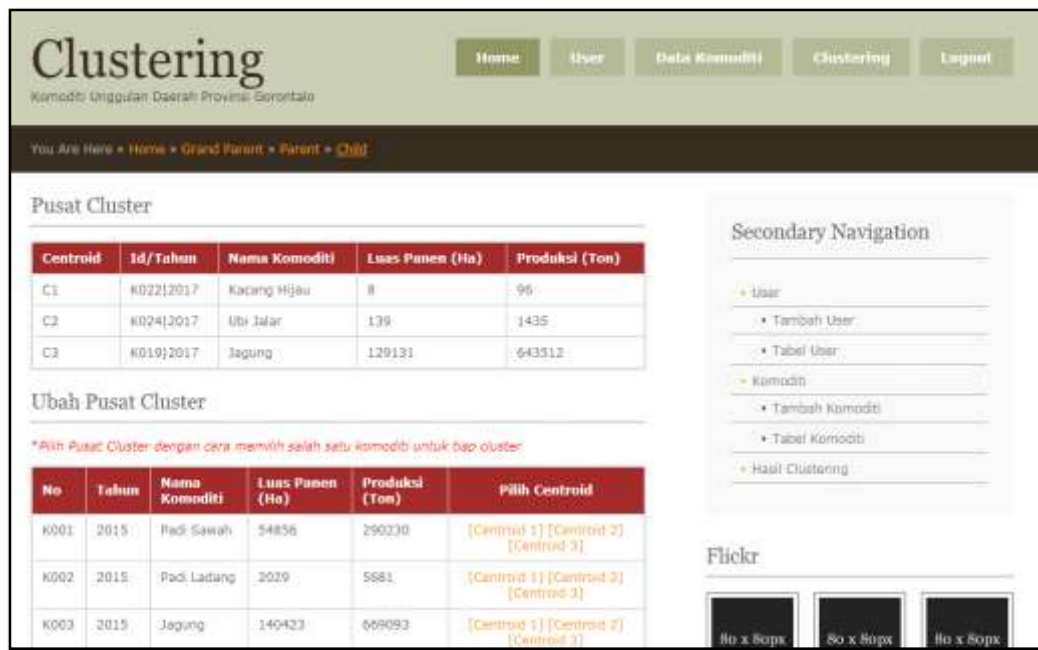 Clustering
Komoditi Unggulan Daerah Provinsi Gorontalo
Home User Data Komoditi Clustering Logout
You Are Here » Home » Grand Parent » Parent » Child
Pusat Cluster
Centroid Id/Tahun Nama Komoditi Luas Panen (Ha) Produksi (Ton)
C1 K022|2017 Kacang Hijau 8 96
C2 K024|2017 Ubi Jalar 139 1435
C3 K019|2017 Jagung 129131 643512
Ubah Pusat Cluster
*Pilih Pusat Cluster dengan cara memilih salah satu komoditi untuk tiap cluster
No Tahun Nama Komoditi Luas Panen (Ha) Produksi (Ton) Pilih Centroid
K001 2015 Padi Sawah 54856 290230 [Centroid 1] [Centroid 2]
[Centroid 3]
K002 2015 Padi Ladang 2029 5681 [Centroid 1] [Centroid 2]
[Centroid 3]
K003 2015 Jagung 140423 669093 [Centroid 1] [Centroid 2]
[Centroid 3]
Secondary Navigation
» User
• Tambah User
• Tabel User
» Komoditi
• Tambah Komoditi
• Tabel Komoditi
» Hasil Clustering
Flickr
80 x 80px 80 x 80px 80 x 80px